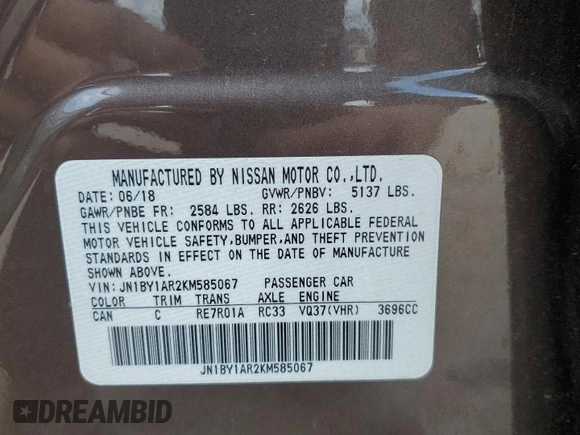 MANUFACTURED BY NISSAN MOTOR CO.,LTD.
DATE: 06/18 GVWR/PNBV: 5137 LBS.
GAWR/PNBE FR: 2584 LBS. RR: 2626 LBS.
THIS VEHICLE CONFORMS TO ALL APPLICABLE FEDERAL
MOTOR VEHICLE SAFETY,BUMPER,AND THEFT PREVENTION
STANDARDS IN EFFECT ON THE DATE OF MANUFACTURE
SHOWN ABOVE.
VIN: JN1BY1AR2KM585067 PASSENGER CAR
COLOR TRIM TRANS AXLE ENGINE
CAN C RE7R01A RC33 VQ37(VHR) 3696CC
JN1BY1AR2KM585067
DREAMBID